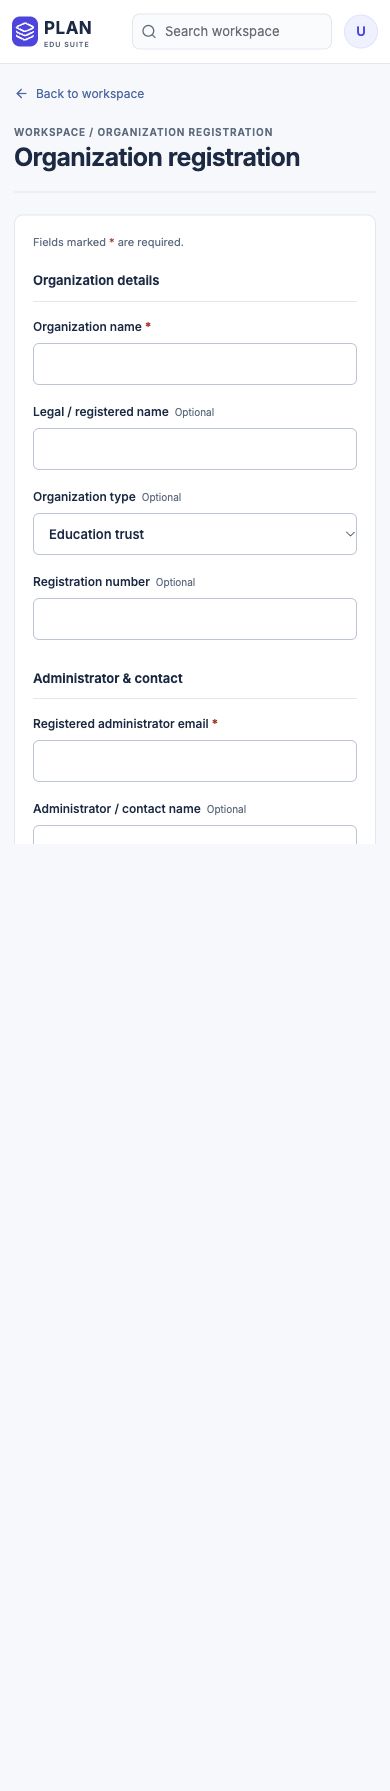 PLAN
EDU SUITE
Search workspace
U
Back to workspace
WORKSPACE / ORGANIZATION REGISTRATION
Organization registration
Fields marked * are required.
Organization details
Organization name *
Legal / registered name Optional
Organization type Optional
Education trust
Registration number Optional
Administrator & contact
Registered administrator email *
Administrator / contact name Optional